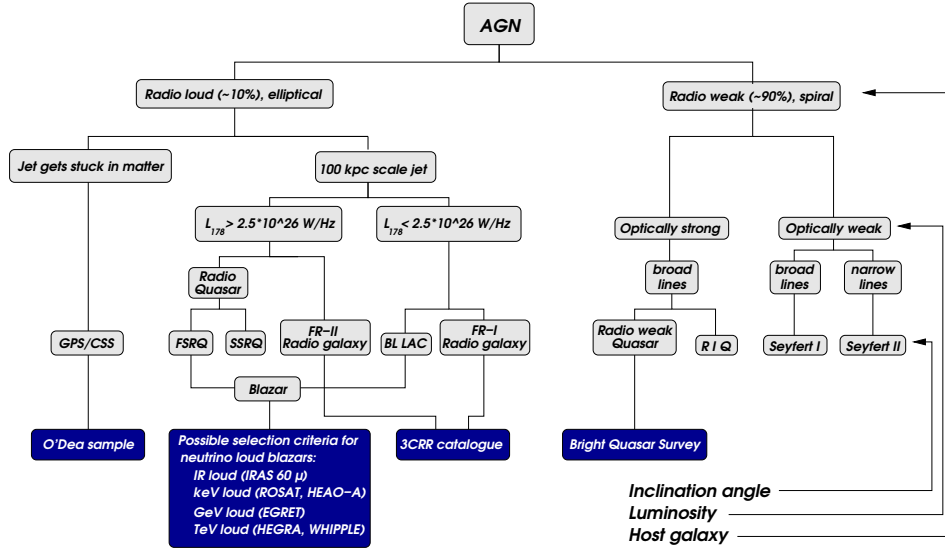 AGN
Radio loud (~10%), elliptical
Radio weak (~90%), spiral
Jet gets stuck in matter
100 kpc scale jet
L178 > 2.5*10^26 W/Hz
L178 < 2.5*10^26 W/Hz
Optically strong
Optically weak
Radio
Quasar
broad
lines
broad
lines
narrow
lines
GPS/CSS
FSRQ
SSRQ
FR−II
Radio galaxy
BL LAC
FR−I
Radio galaxy
Radio weak
Quasar
R I Q
Seyfert I
Seyfert II
Blazar
O'Dea sample
Possible selection criteria for
neutrino loud blazars:
IR loud (IRAS 60 µ)
keV loud (ROSAT, HEAO−A)
GeV loud (EGRET)
TeV loud (HEGRA, WHIPPLE)
3CRR catalogue
Bright Quasar Survey
Inclination angle
Luminosity
Host galaxy